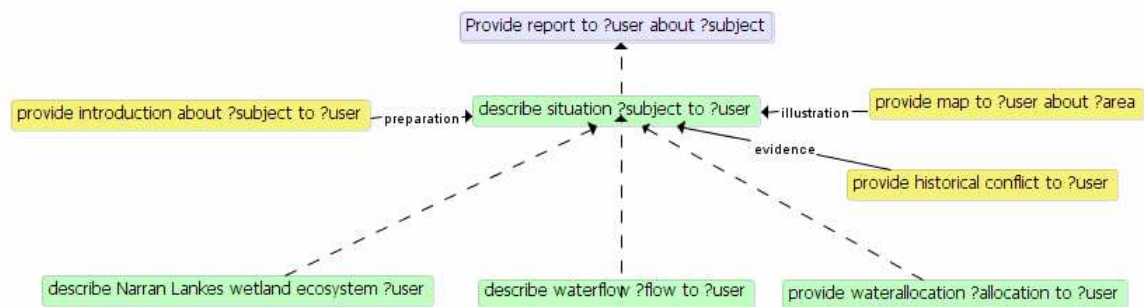 Provide report to ?user about ?subject
provide introduction about ?subject to ?user
preparation
describe situation ?subject to ?user
illustration
provide map to ?user about ?area
evidence
provide historical conflict to ?user
describe Narran Lankes wetland ecosystem ?user
describe waterflow ?flow to ?user
provide waterallocation ?allocation to ?user